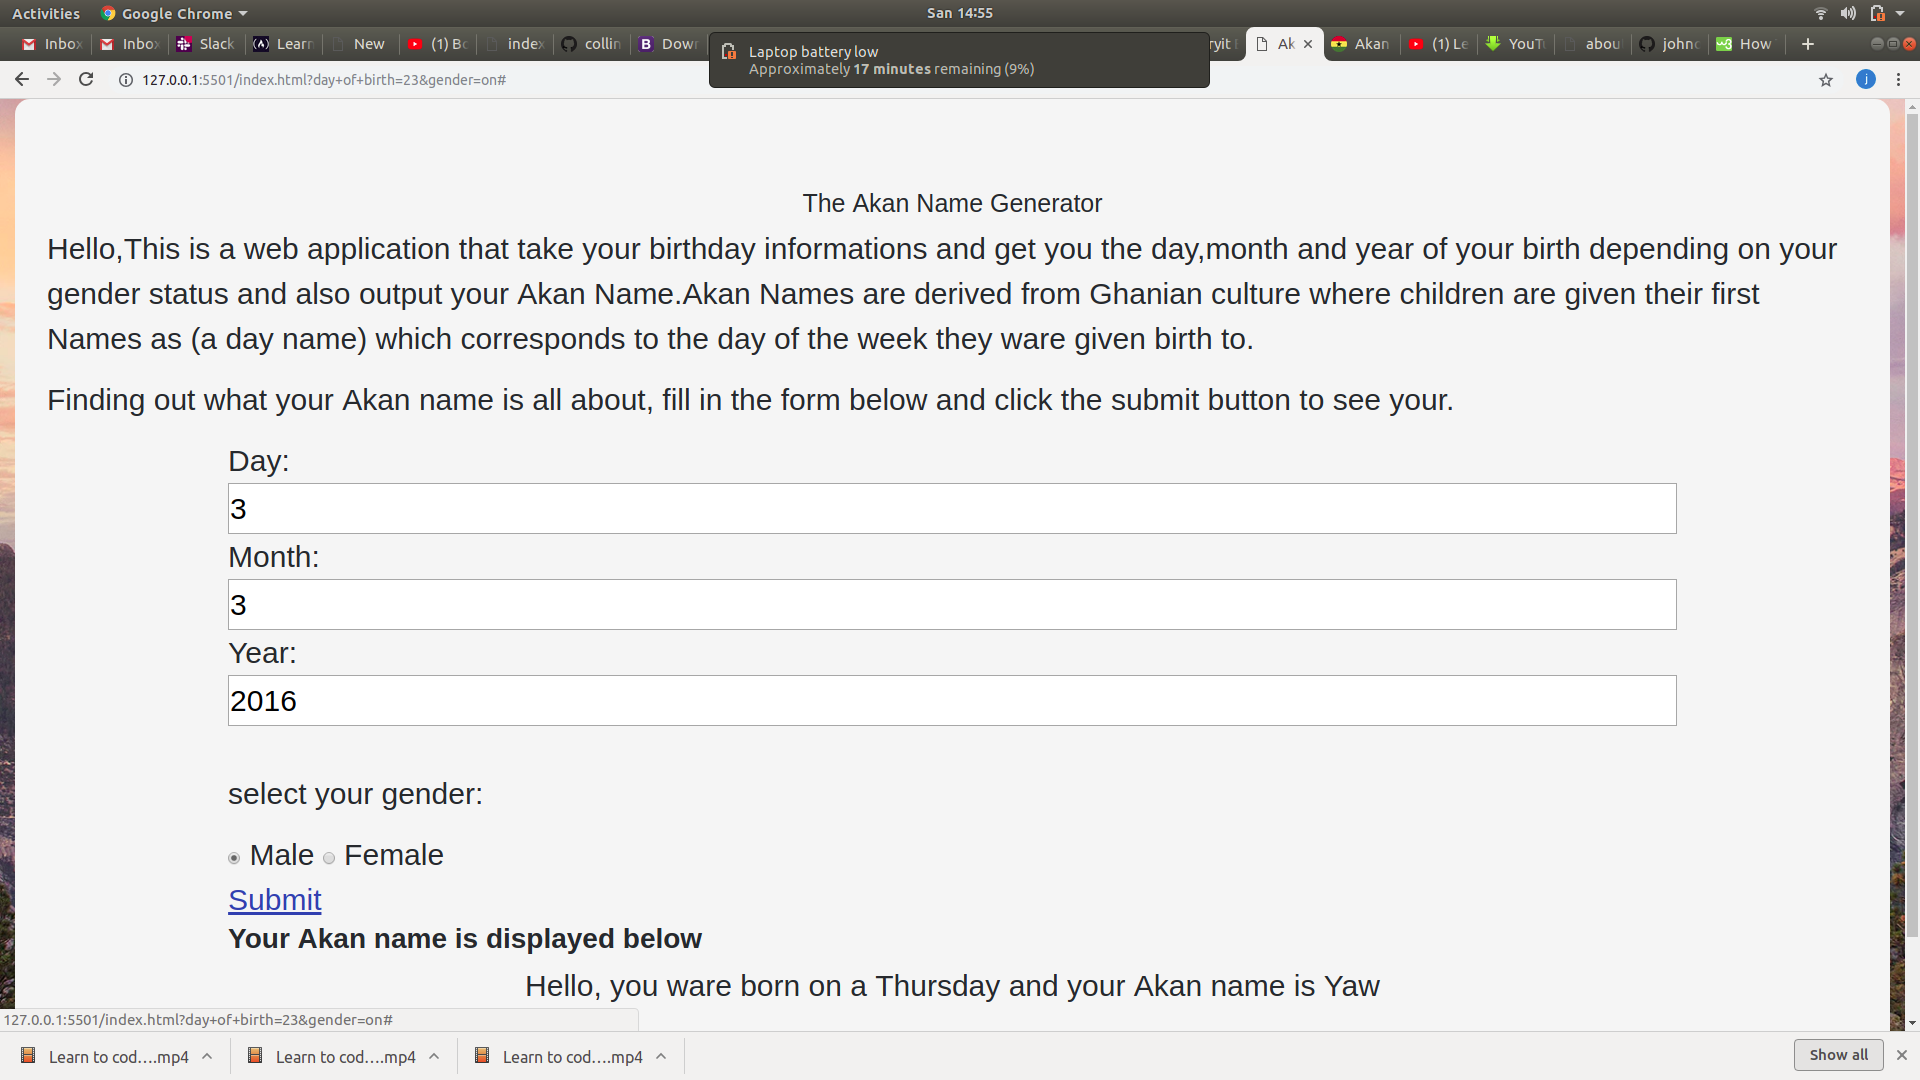 Activities Google Chrome San 14:55
Inbo Inbo Slack Learn New (1) Bo index collin Dow ryit Ak Akan (1) Le YouTu abou john How
Laptop battery low
Approximately 17 minutes remaining (9%)
127.0.0.1:5501/index.html?day+of+birth=23&gender=on#
The Akan Name Generator
Hello,This is a web application that take your birthday informations and get you the day,month and year of your birth depending on your
gender status and also output your Akan Name.Akan Names are derived from Ghanian culture where children are given their first
Names as (a day name) which corresponds to the day of the week they ware given birth to.
Finding out what your Akan name is all about, fill in the form below and click the submit button to see your.
Day:
3
Month:
3
Year:
2016
select your gender:
Male Female
Submit
Your Akan name is displayed below
Hello, you ware born on a Thursday and your Akan name is Yaw
127.0.0.1:5501/index.html?day+of+birth=23&gender=on#
Learn to cod....mp4 Learn to cod....mp4 Learn to cod....mp4 Show all